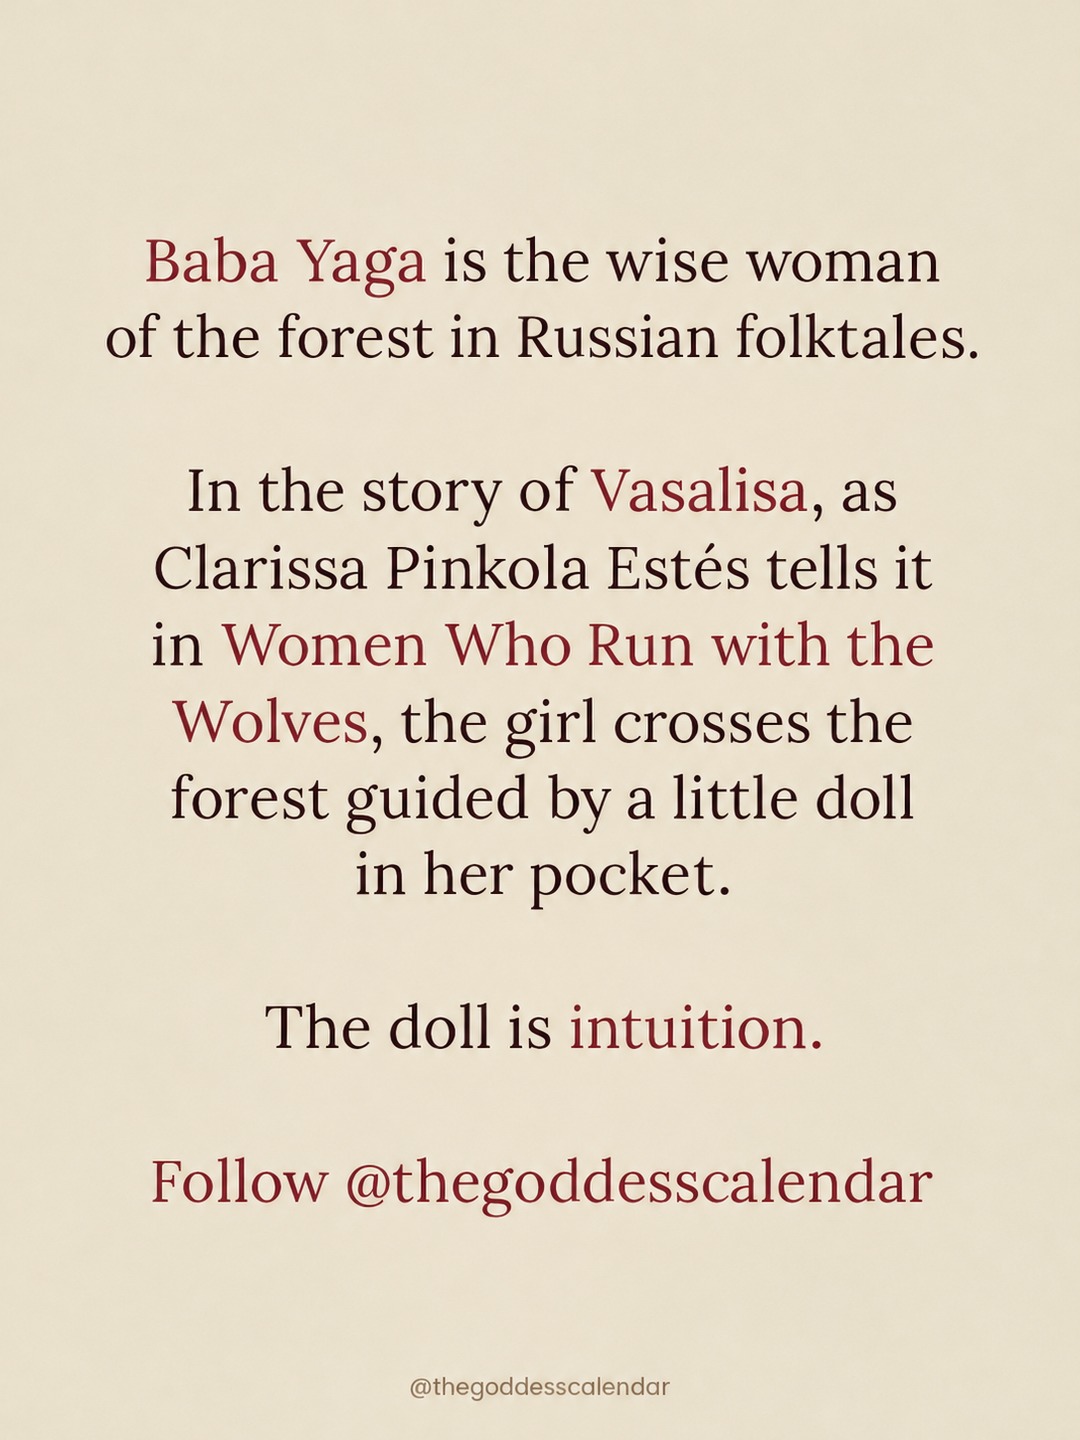 Baba Yaga is the wise woman
of the forest in Russian folktales.
In the story of Vasalisa, as
Clarissa Pinkola Estés tells it
in Women Who Run with the
Wolves, the girl crosses the
forest guided by a little doll
in her pocket.
The doll is intuition.
Follow @thegoddesscalendar
@thegoddesscalendar